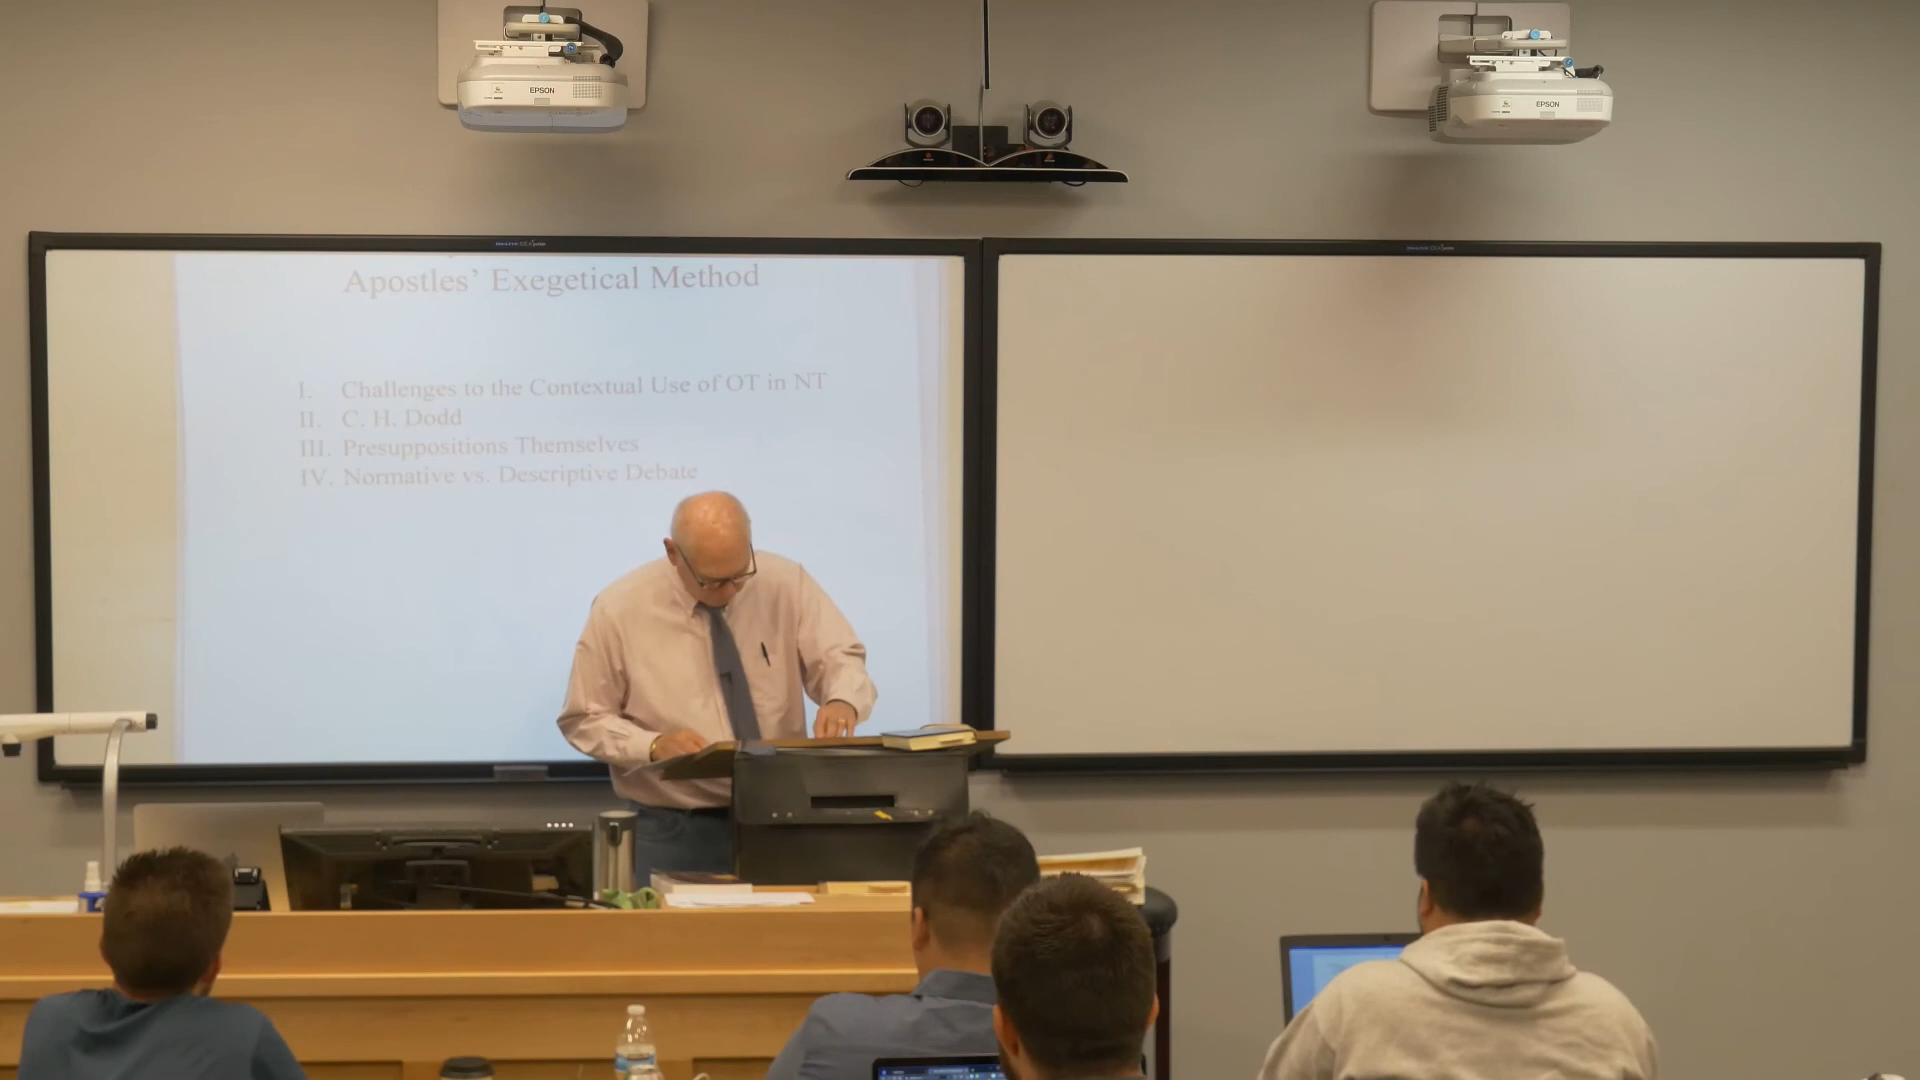 EPSON
EPSON
Apostles' Exegetical Method
I. Challenges to the Contextual Use of OT in NT
II. C. H. Dodd
III. Presuppositions Themselves
IV. Normative vs. Descriptive Debate